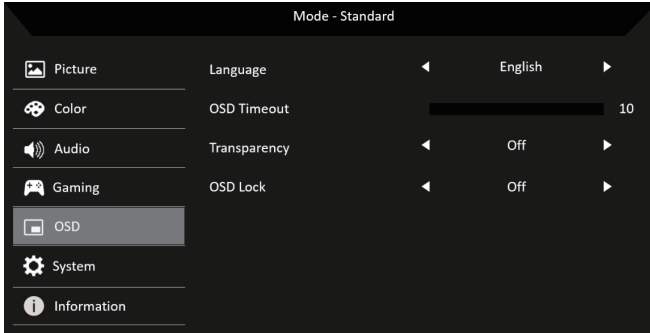 Mode - Standard
Picture
Color
Audio
Gaming
OSD
System
Information
Language English
OSD Timeout 10
Transparency Off
OSD Lock Off